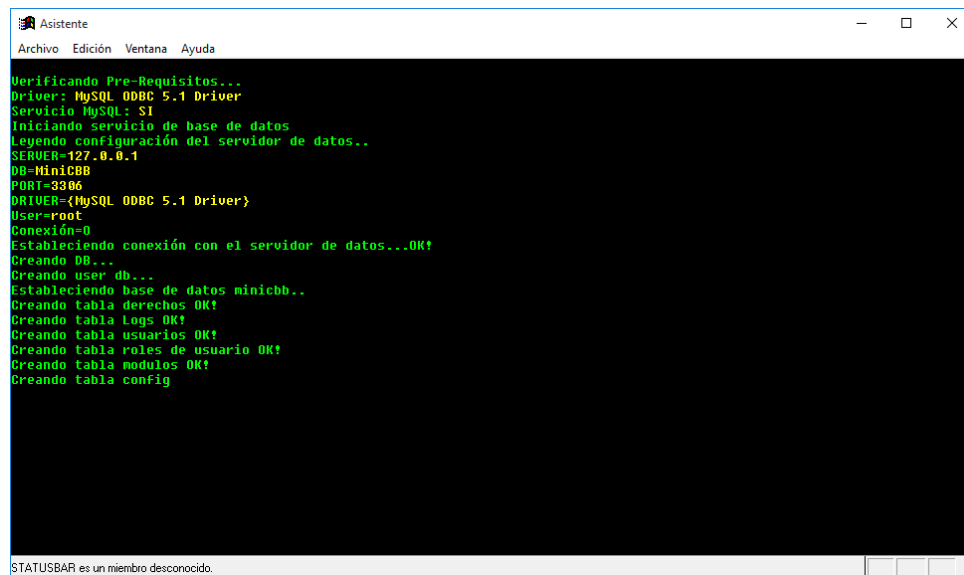 Asistente
Archivo Edición Ventana Ayuda
Verificando Pre-Requisitos...
Driver: MySQL ODBC 5.1 Driver
Servicio MySQL: SI
Iniciando servicio de base de datos
Leyendo configuración del servidor de datos..
SERVER=127.0.0.1
DB=MiniCBB
PORT=3306
DRIVER={MySQL ODBC 5.1 Driver}
User=root
Conexión=0
Estableciendo conexión con el servidor de datos...OK!
Creando DB...
Creando user db...
Estableciendo base de datos minicbb..
Creando tabla derechos OK!
Creando tabla Logs OK!
Creando tabla usuarios OK!
Creando tabla roles de usuario OK!
Creando tabla modulos OK!
Creando tabla config
STATUSBAR es un miembro desconocido.